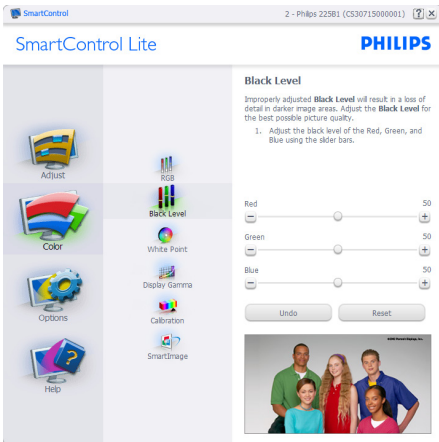 SmartControl
2 - Philips 225B1 (CS30715000001)
SmartControl Lite
PHILIPS
Adjust
Color
Options
Help
RGB
Black Level
White Point
Display Gamma
Calibration
SmartImage
Black Level
Improperly adjusted Black Level will result in a loss of
detail in darker image areas. Adjust the Black Level for
the best possible picture quality.
1. Adjust the black level of the Red, Green, and
Blue using the slider bars.
Red 50
Green 50
Blue 50
Undo Reset